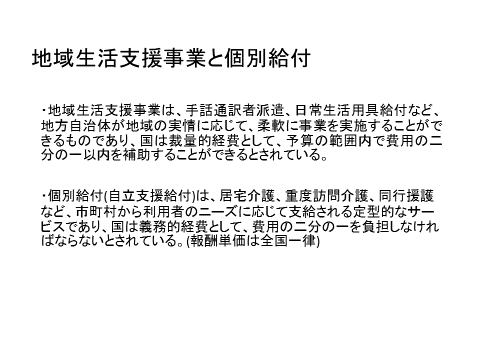 地域生活支援事業と個別給付
・地域生活支援事業は、手話通訳者派遣、日常生活用具給付など、
地方自治体が地域の実情に応じて、柔軟に事業を実施することがで
きるものであり、国は裁量的経費として、予算の範囲内で費用の二
分の一以内を補助することができるとされている。
・個別給付(自立支援給付)は、居宅介護、重度訪問介護、同行援護
など、市町村から利用者のニーズに応じて支給される定型的なサー
ビスであり、国は義務的経費として、費用の二分の一を負担しなけれ
ばならないとされている。(報酬単価は全国一律)